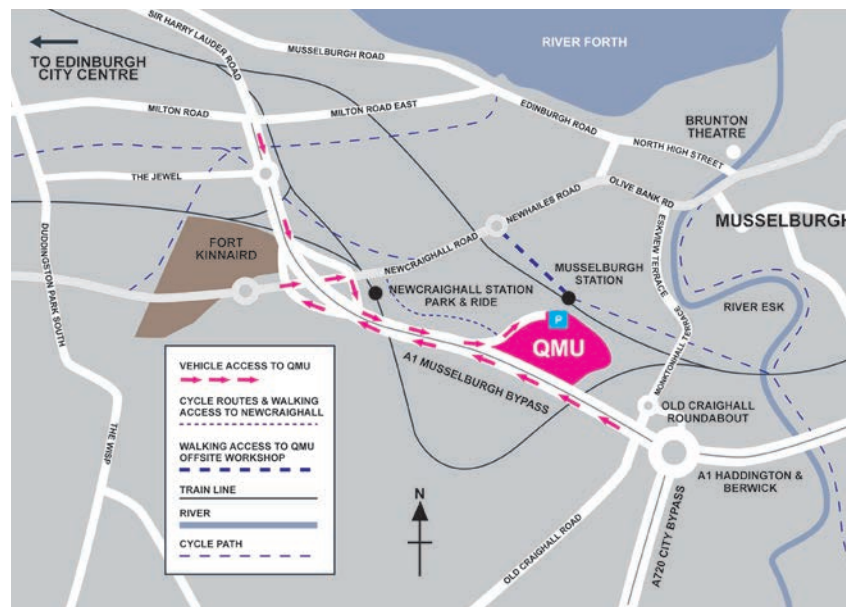 SIR HARRY LAUDER ROAD
TO EDINBURGH
CITY CENTRE
MUSSELBURGH ROAD
RIVER FORTH
MILTON ROAD
MILTON ROAD EAST
EDINBURGH ROAD
BRUNTON
THEATRE
NORTH HIGH STREET
THE JEWEL
OLIVE BANK RD
NEWHAILES ROAD
MUSSELBURGH
DUDDINGSTON PARK SOUTH
FORT
KINNAIRD
NEWCRAIGHALL ROAD
ESKVIEW TERRACE
NEWCRAIGHALL STATION
PARK & RIDE
MUSSELBURGH
STATION
RIVER ESK
P
QMU
MONKTONHALL TERRACE
A1 MUSSELBURGH BYPASS
VEHICLE ACCESS TO QMU
CYCLE ROUTES & WALKING
ACCESS TO NEWCRAIGHALL
WALKING ACCESS TO QMU
OFFSITE WORKSHOP
TRAIN LINE
RIVER
CYCLE PATH
THE WISP
OLD CRAIGHALL
ROUNDABOUT
A1 HADDINGTON &
BERWICK
N
OLD CRAIGHALL ROAD
A720 CITY BYPASS